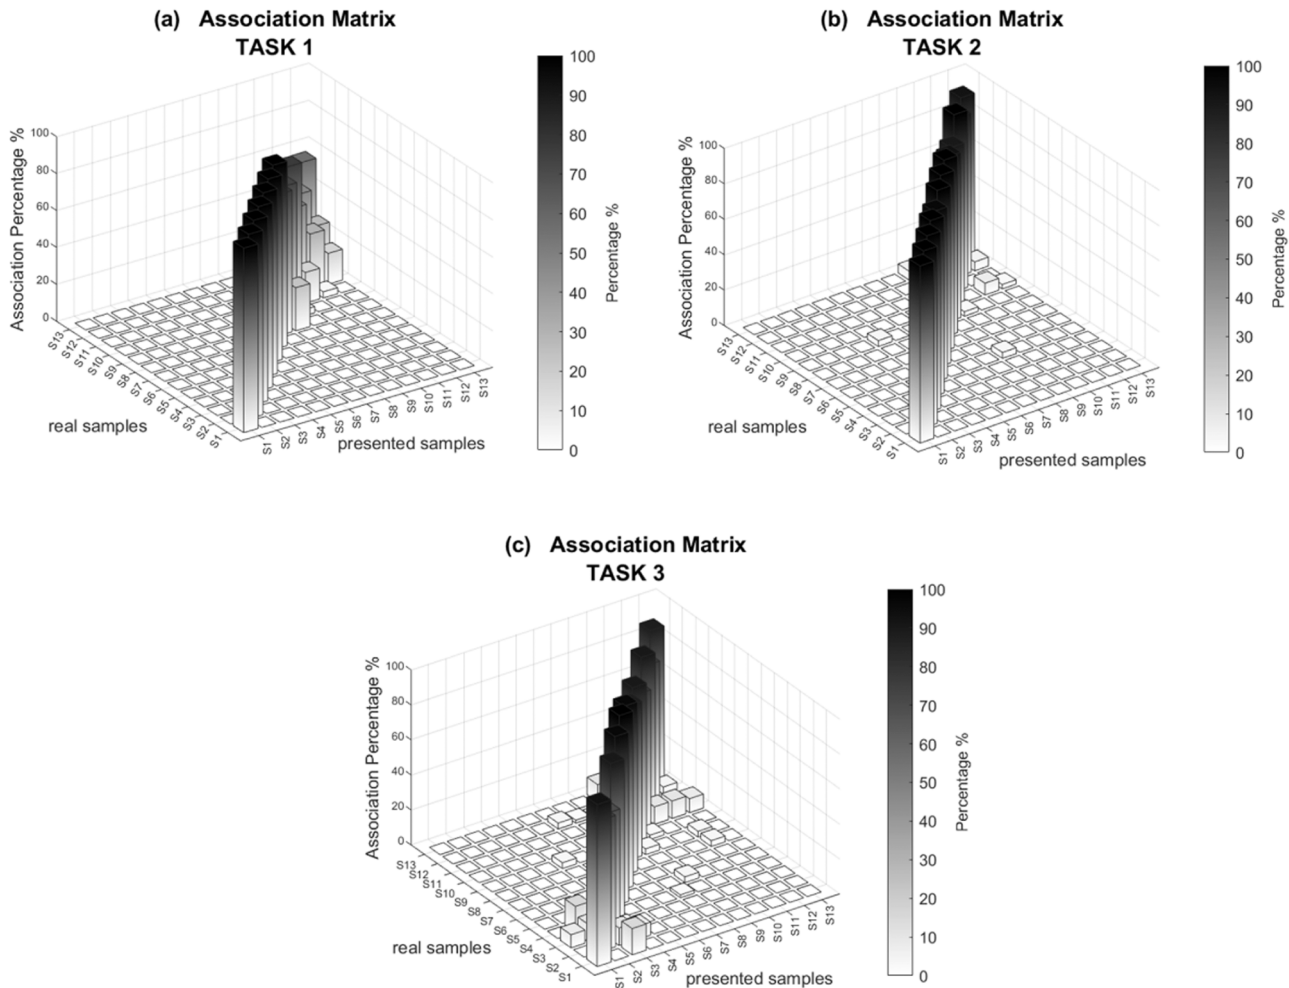 (a) Association Matrix
TASK 1
100
80
60
40
20
0
Association Percentage %
S13
S12
S11
S10
S9
S8
S7
S6
S5
S4
S3
S2
S1
real samples
S1
S2
S3
S4
S5
S6
S7
S8
S9
S10
S11
S12
S13
presented samples
100
90
80
70
60
50
40
30
20
10
0
Percentage %
(b) Association Matrix
TASK 2
100
80
60
40
20
0
Association Percentage %
S13
S12
S11
S10
S9
S8
S7
S6
S5
S4
S3
S2
S1
real samples
S1
S2
S3
S4
S5
S6
S7
S8
S9
S10
S11
S12
S13
presented samples
100
90
80
70
60
50
40
30
20
10
0
Percentage %
(c) Association Matrix
TASK 3
100
80
60
40
20
0
Association Percentage %
S13
S12
S11
S10
S9
S8
S7
S6
S5
S4
S3
S2
S1
real samples
S1
S2
S3
S4
S5
S6
S7
S8
S9
S10
S11
S12
S13
presented samples
100
90
80
70
60
50
40
30
20
10
0
Percentage %